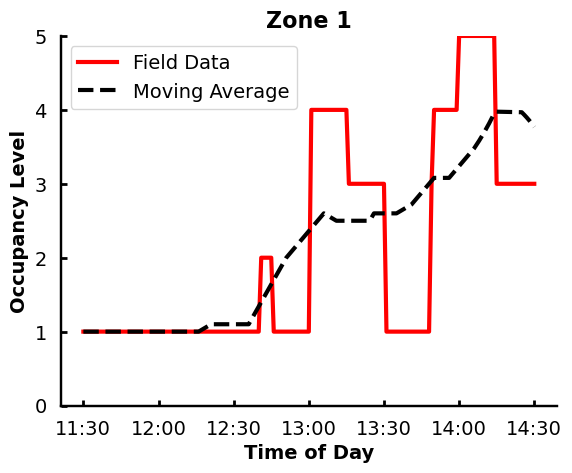 Zone 1
Field Data
Moving Average
Occupancy Level
5
4
3
2
1
0
11:30 12:00 12:30 13:00 13:30 14:00 14:30
Time of Day